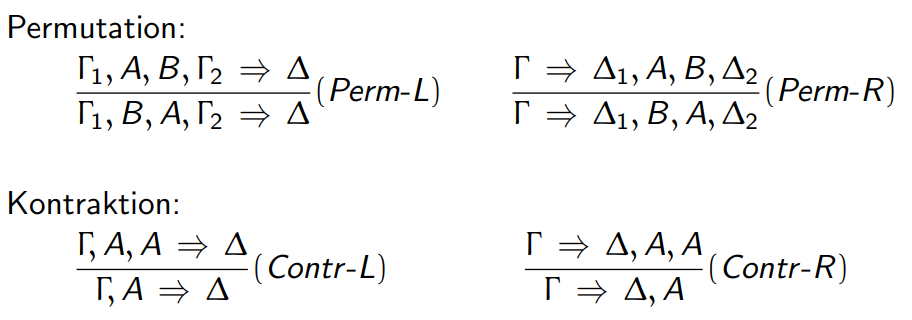 Permutation:
Γ₁, A, B, Γ₂ ⇒ Δ
Γ₁, B, A, Γ₂ ⇒ Δ (Perm-L)
Γ ⇒ Δ₁, A, B, Δ₂
Γ ⇒ Δ₁, B, A, Δ₂ (Perm-R)
Kontraktion:
Γ, A, A ⇒ Δ
Γ, A ⇒ Δ (Contr-L)
Γ ⇒ Δ, A, A
Γ ⇒ Δ, A (Contr-R)